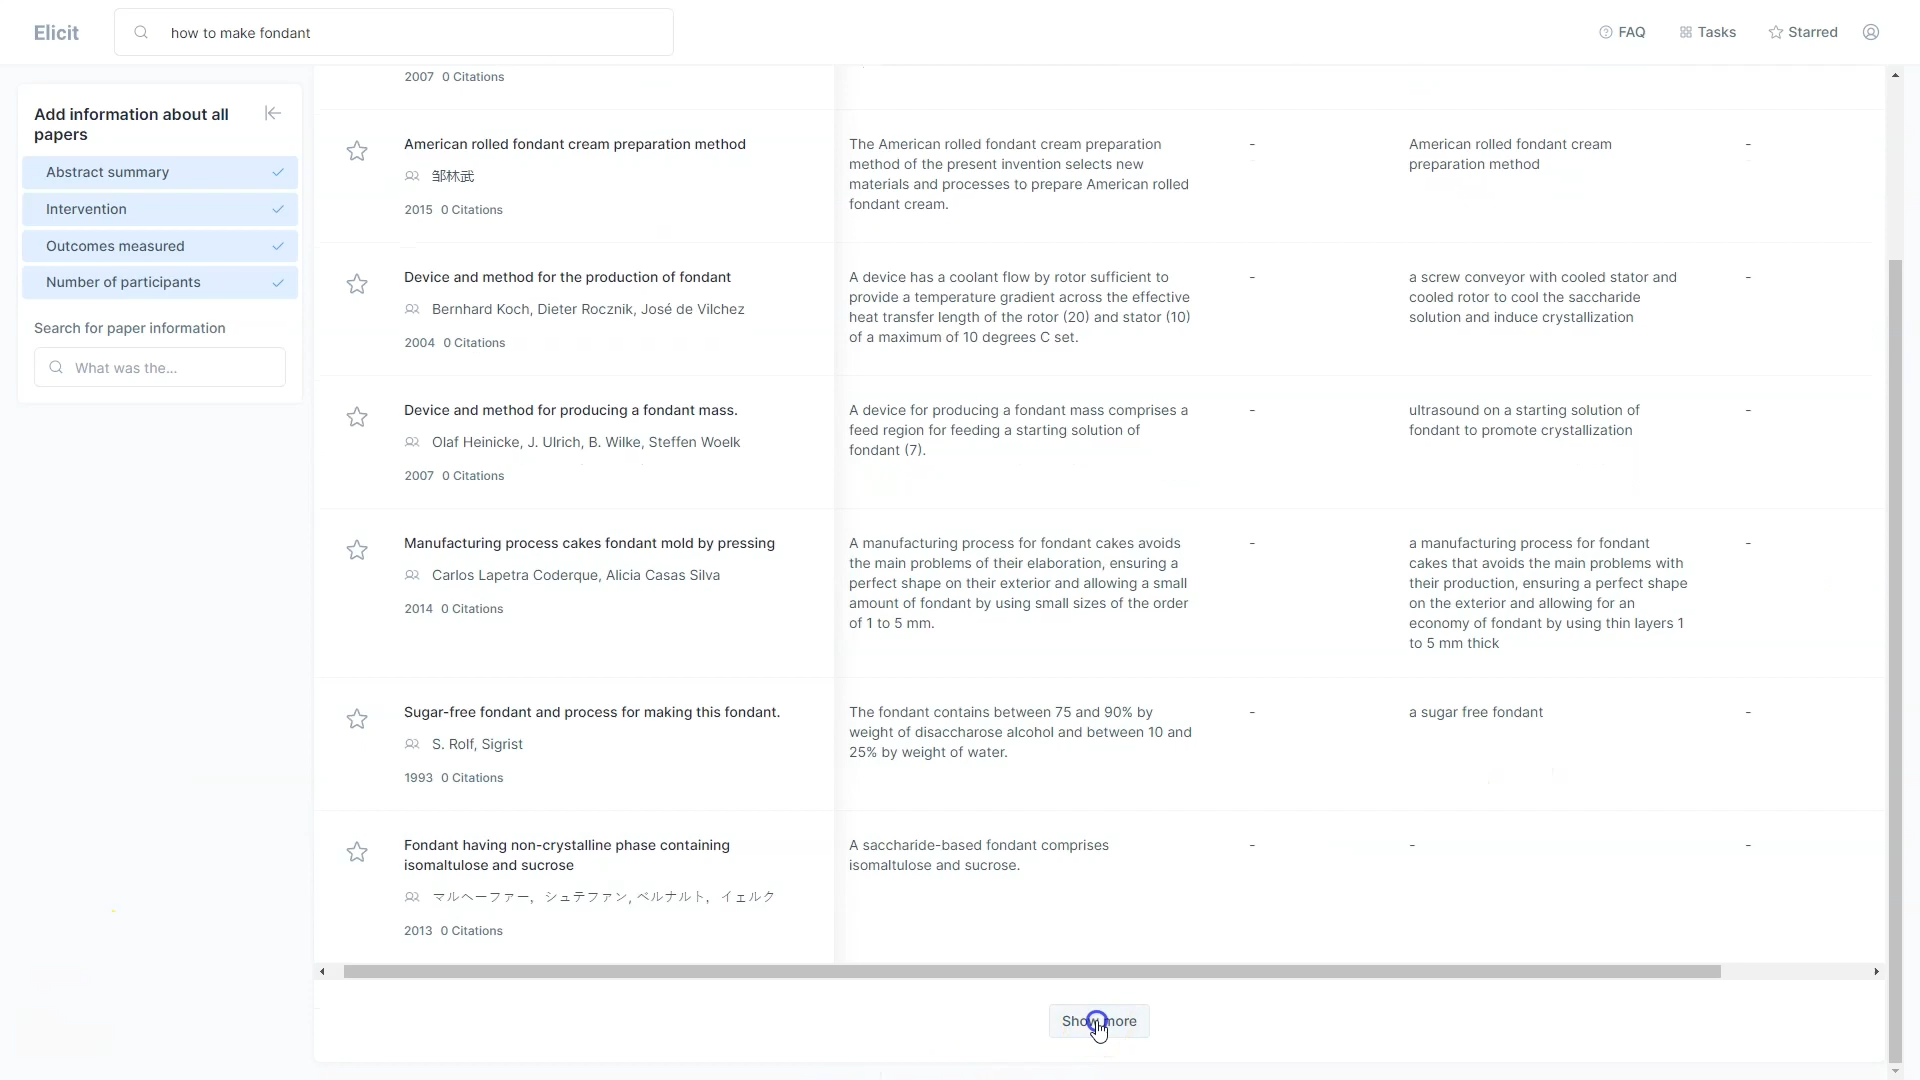 Elicit
how to make fondant
FAQ
Tasks
Starred
Add information about all
papers
Abstract summary
Intervention
Outcomes measured
Number of participants
Search for paper information
What was the...
2007 0 Citations
American rolled fondant cream preparation method
邹林武
2015 0 Citations
The American rolled fondant cream preparation
method of the present invention selects new
materials and processes to prepare American rolled
fondant cream.
-
American rolled fondant cream
preparation method
-
Device and method for the production of fondant
Bernhard Koch, Dieter Rocznik, José de Vilchez
2004 0 Citations
A device has a coolant flow by rotor sufficient to
provide a temperature gradient across the effective
heat transfer length of the rotor (20) and stator (10)
of a maximum of 10 degrees C set.
-
a screw conveyor with cooled stator and
cooled rotor to cool the saccharide
solution and induce crystallization
-
Device and method for producing a fondant mass.
Olaf Heinicke, J. Ulrich, B. Wilke, Steffen Woelk
2007 0 Citations
A device for producing a fondant mass comprises a
feed region for feeding a starting solution of
fondant (7).
-
ultrasound on a starting solution of
fondant to promote crystallization
-
Manufacturing process cakes fondant mold by pressing
Carlos Lapetra Coderque, Alicia Casas Silva
2014 0 Citations
A manufacturing process for fondant cakes avoids
the main problems of their elaboration, ensuring a
perfect shape on their exterior and allowing a small
amount of fondant by using small sizes of the order
of 1 to 5 mm.
-
a manufacturing process for fondant
cakes that avoids the main problems with
their production, ensuring a perfect shape
on the exterior and allowing for an
economy of fondant by using thin layers 1
to 5 mm thick
-
Sugar-free fondant and process for making this fondant.
S. Rolf, Sigrist
1993 0 Citations
The fondant contains between 75 and 90% by
weight of disaccharose alcohol and between 10 and
25% by weight of water.
-
a sugar free fondant
-
Fondant having non-crystalline phase containing
isomaltulose and sucrose
マルヘーファー，シュテファン, ベルナルト，イェルク
2013 0 Citations
A saccharide-based fondant comprises
isomaltulose and sucrose.
-
-
-
Show more